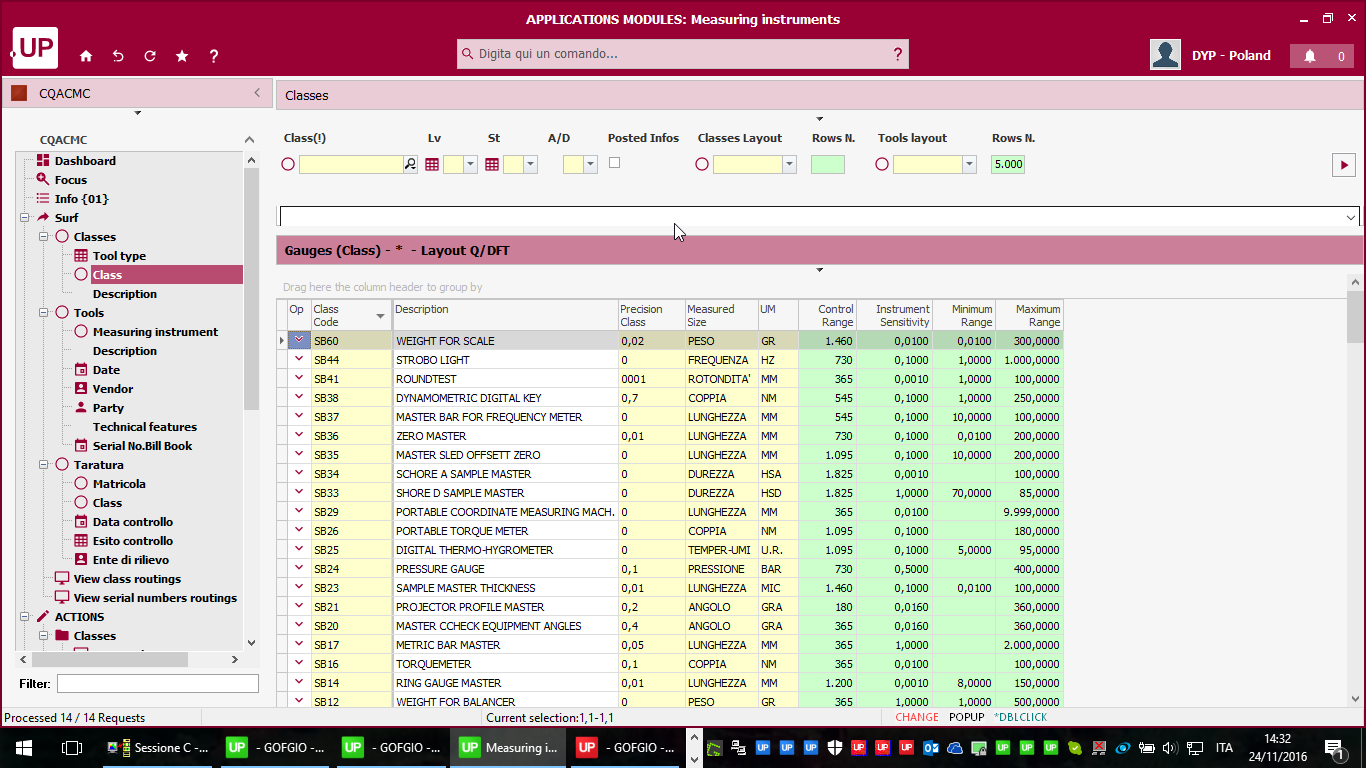 APPLICATIONS MODULES: Measuring instruments
UP
Digita qui un comando...
?
?
DYP - Poland
0
CQACMC
Classes
CQACMC
Dashboard
Focus
Info {01}
Surf
Classes
Tool type
Class
Description
Tools
Measuring instrument
Description
Date
Vendor
Party
Technical features
Serial No.Bill Book
Taratura
Matricola
Class
Data controllo
Esito controllo
Ente di rilievo
View class routings
View serial numbers routings
ACTIONS
Classes
Filter:
Class(!) Lv St A/D Posted Infos Classes Layout Rows N. Tools layout Rows N.
5.000
Gauges (Class) - * - Layout Q/DFT
Drag here the column header to group by
Op Class Code Description Precision Class Measured Size UM Control Range Instrument Sensitivity Minimum Range Maximum Range
SB60 WEIGHT FOR SCALE 0,02 PESO GR 1.460 0,0100 0,0100 300,0000
SB44 STROBO LIGHT 0 FREQUENZA HZ 730 0,1000 1,0000 1.000,0000
SB41 ROUNDTEST 0001 ROTONDITA' MM 365 0,0010 1,0000 100,0000
SB38 DYNAMOMETRIC DIGITAL KEY 0,7 COPPIA NM 545 0,1000 1,0000 250,0000
SB37 MASTER BAR FOR FREQUENCY METER 0 LUNGHEZZA MM 545 0,1000 10,0000 100,0000
SB36 ZERO MASTER 0,01 LUNGHEZZA MM 730 0,1000 0,0100 200,0000
SB35 MASTER SLED OFFSETT ZERO 0 LUNGHEZZA MM 1.095 0,1000 10,0000 200,0000
SB34 SCHORE A SAMPLE MASTER 0 DUREZZA HSA 1.825 0,0010 100,0000
SB33 SHORE D SAMPLE MASTER 0 DUREZZA HSD 1.825 1,0000 70,0000 85,0000
SB29 PORTABLE COORDINATE MEASURING MACH. 0 LUNGHEZZA MM 365 0,0100 9.999,0000
SB26 PORTABLE TORQUE METER 0 COPPIA NM 1.095 0,1000 180,0000
SB25 DIGITAL THERMO-HYGROMETER 0 TEMPER-UMI U.R. 1.095 0,1000 5,0000 95,0000
SB24 PRESSURE GAUGE 0,1 PRESSIONE BAR 730 0,5000 400,0000
SB23 SAMPLE MASTER THICKNESS 0,01 LUNGHEZZA MIC 1.460 0,1000 0,0100 100,0000
SB21 PROJECTOR PROFILE MASTER 0,2 ANGOLO GRA 180 0,0160 360,0000
SB20 MASTER CCHECK EQUIPMENT ANGLES 0,4 ANGOLO GRA 365 0,0160 360,0000
SB17 METRIC BAR MASTER 0,05 LUNGHEZZA MM 365 1,0000 2.000,0000
SB16 TORQUEMETER 0,1 COPPIA NM 365 0,0100 100,0000
SB14 RING GAUGE MASTER 0,01 LUNGHEZZA MM 1.200 0,0010 8,0000 150,0000
SB12 WEIGHT FOR BALANCER 0 PESO GR 365 1,0000 1,0000 500,0000
Processed 14 / 14 Requests
Current selection:1,1-1,1
CHANGE POPUP *DBLCLICK
Sessione C -...
UP - GOFGIO -...
UP - GOFGIO -...
UP Measuring i...
UP - GOFGIO -...
UP UP UP UP UP UP UP UP UP
ITA
14:32
24/11/2016
1